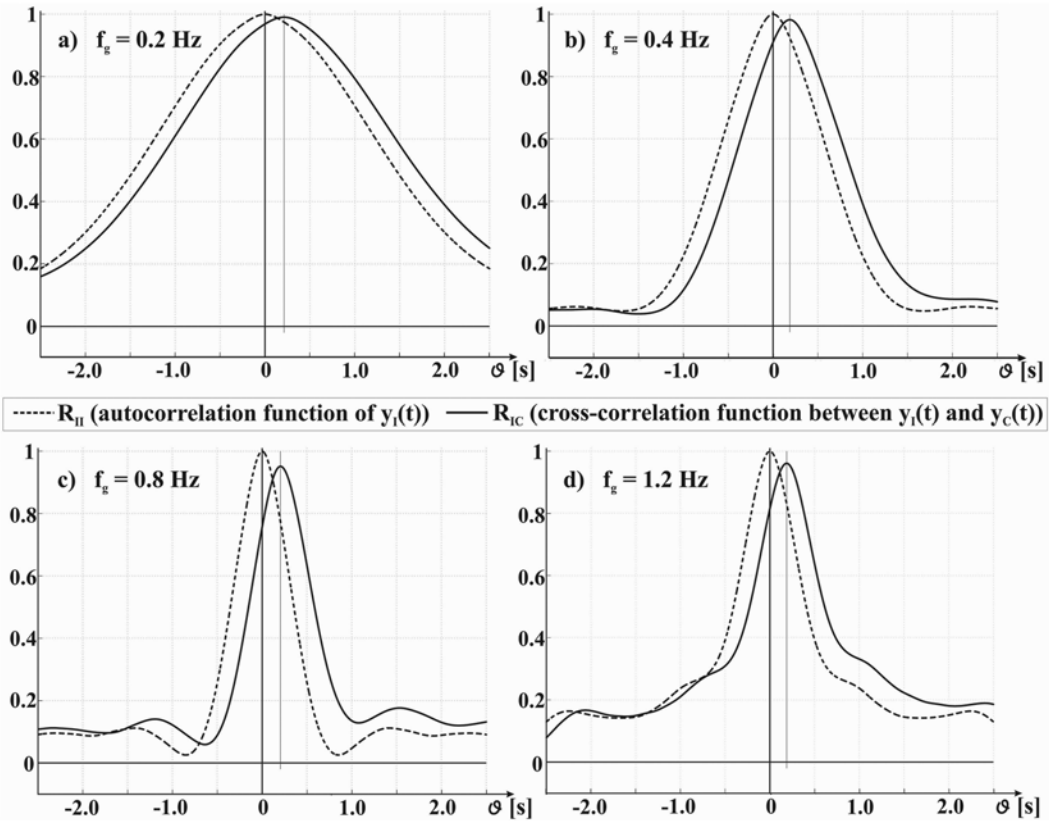 a) f_g = 0.2 Hz
1
0.8
0.6
0.4
0.2
0
-2.0 -1.0 0 1.0 2.0 ϑ [s]
b) f_g = 0.4 Hz
1
0.8
0.6
0.4
0.2
0
-2.0 -1.0 0 1.0 2.0 ϑ [s]
R_II (autocorrelation function of y_I(t)) R_IC (cross-correlation function between y_I(t) and y_C(t))
c) f_g = 0.8 Hz
1
0.8
0.6
0.4
0.2
0
-2.0 -1.0 0 1.0 2.0 ϑ [s]
d) f_g = 1.2 Hz
1
0.8
0.6
0.4
0.2
0
-2.0 -1.0 0 1.0 2.0 ϑ [s]